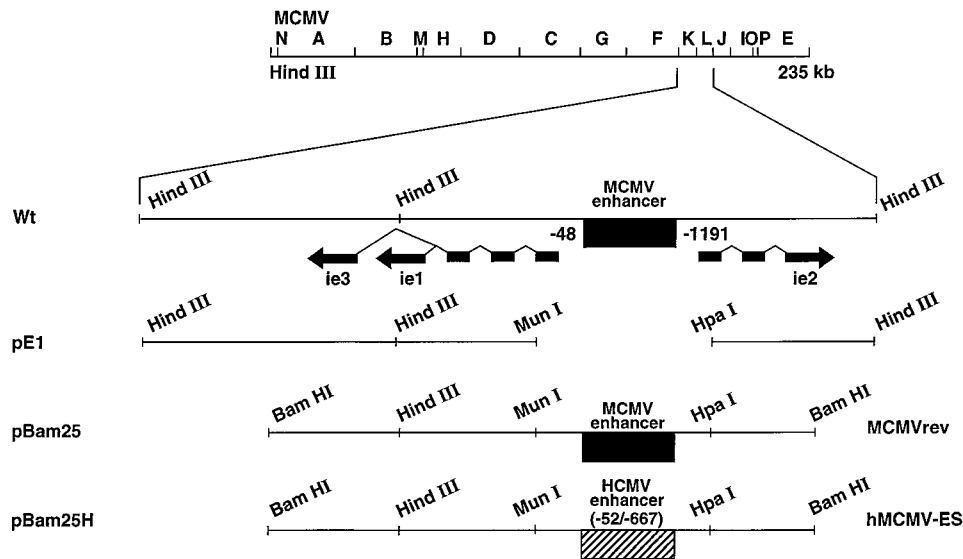 MCMV
N A B M H D C G F K L J I O P E
Hind III 235 kb
Hind III Hind III MCMV enhancer Hind III
Wt
-48 -1191
ie3 ie1 ie2
Hind III Hind III Mun I Hpa I Hind III
pE1
Bam HI Hind III Mun I MCMV enhancer Hpa I Bam HI
pBam25 MCMVrev
Bam HI Hind III Mun I HCMV enhancer (-52/-667) Hpa I Bam HI
pBam25H hMCMV-ES